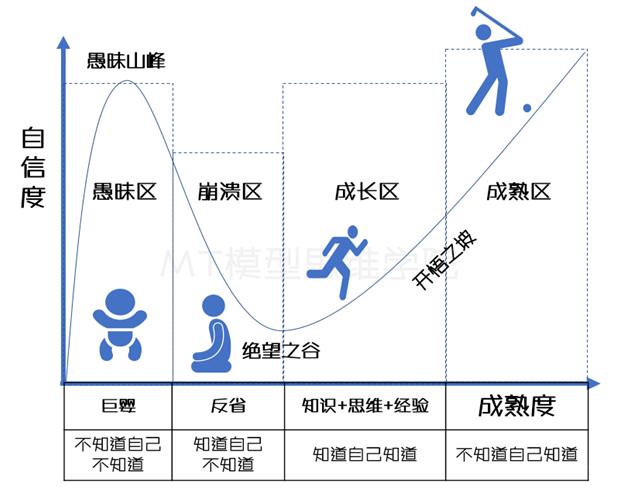 愚昧山峰
自信度
愚昧区
崩溃区
成长区
成熟区
MT模型思维学院
开悟之坡
绝望之谷
巨婴
反省
知识+思维+经验
成熟度
不知道自己
不知道
知道自己
不知道
知道自己知道
不知道自己知道